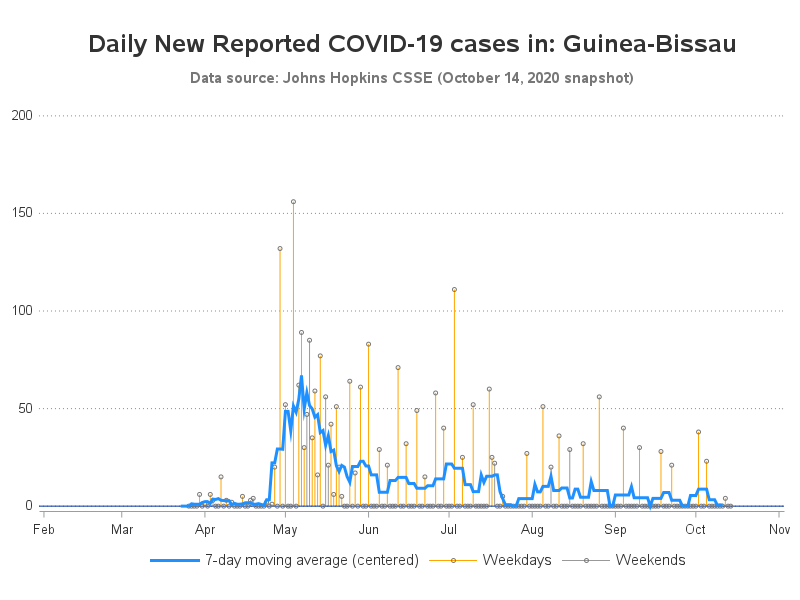 Daily New Reported COVID-19 cases in: Guinea-Bissau
Data source: Johns Hopkins CSSE (October 14, 2020 snapshot)
200
150
100
50
0
Feb Mar Apr May Jun Jul Aug Sep Oct Nov
7-day moving average (centered) Weekdays Weekends